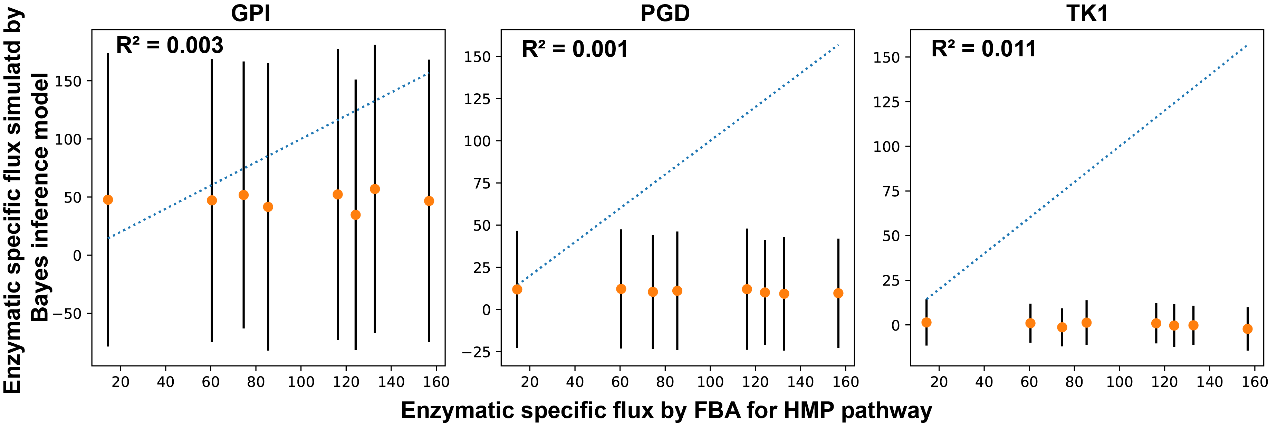 GPI
PGD
TK1
Enzymatic specific flux simulatd by
Bayes inference model
R² = 0.003
150
100
50
0
−50
20 40 60 80 100 120 140 160
R² = 0.001
150
125
100
75
50
25
0
−25
20 40 60 80 100 120 140 160
R² = 0.011
150
125
100
75
50
25
0
20 40 60 80 100 120 140 160
Enzymatic specific flux by FBA for HMP pathway